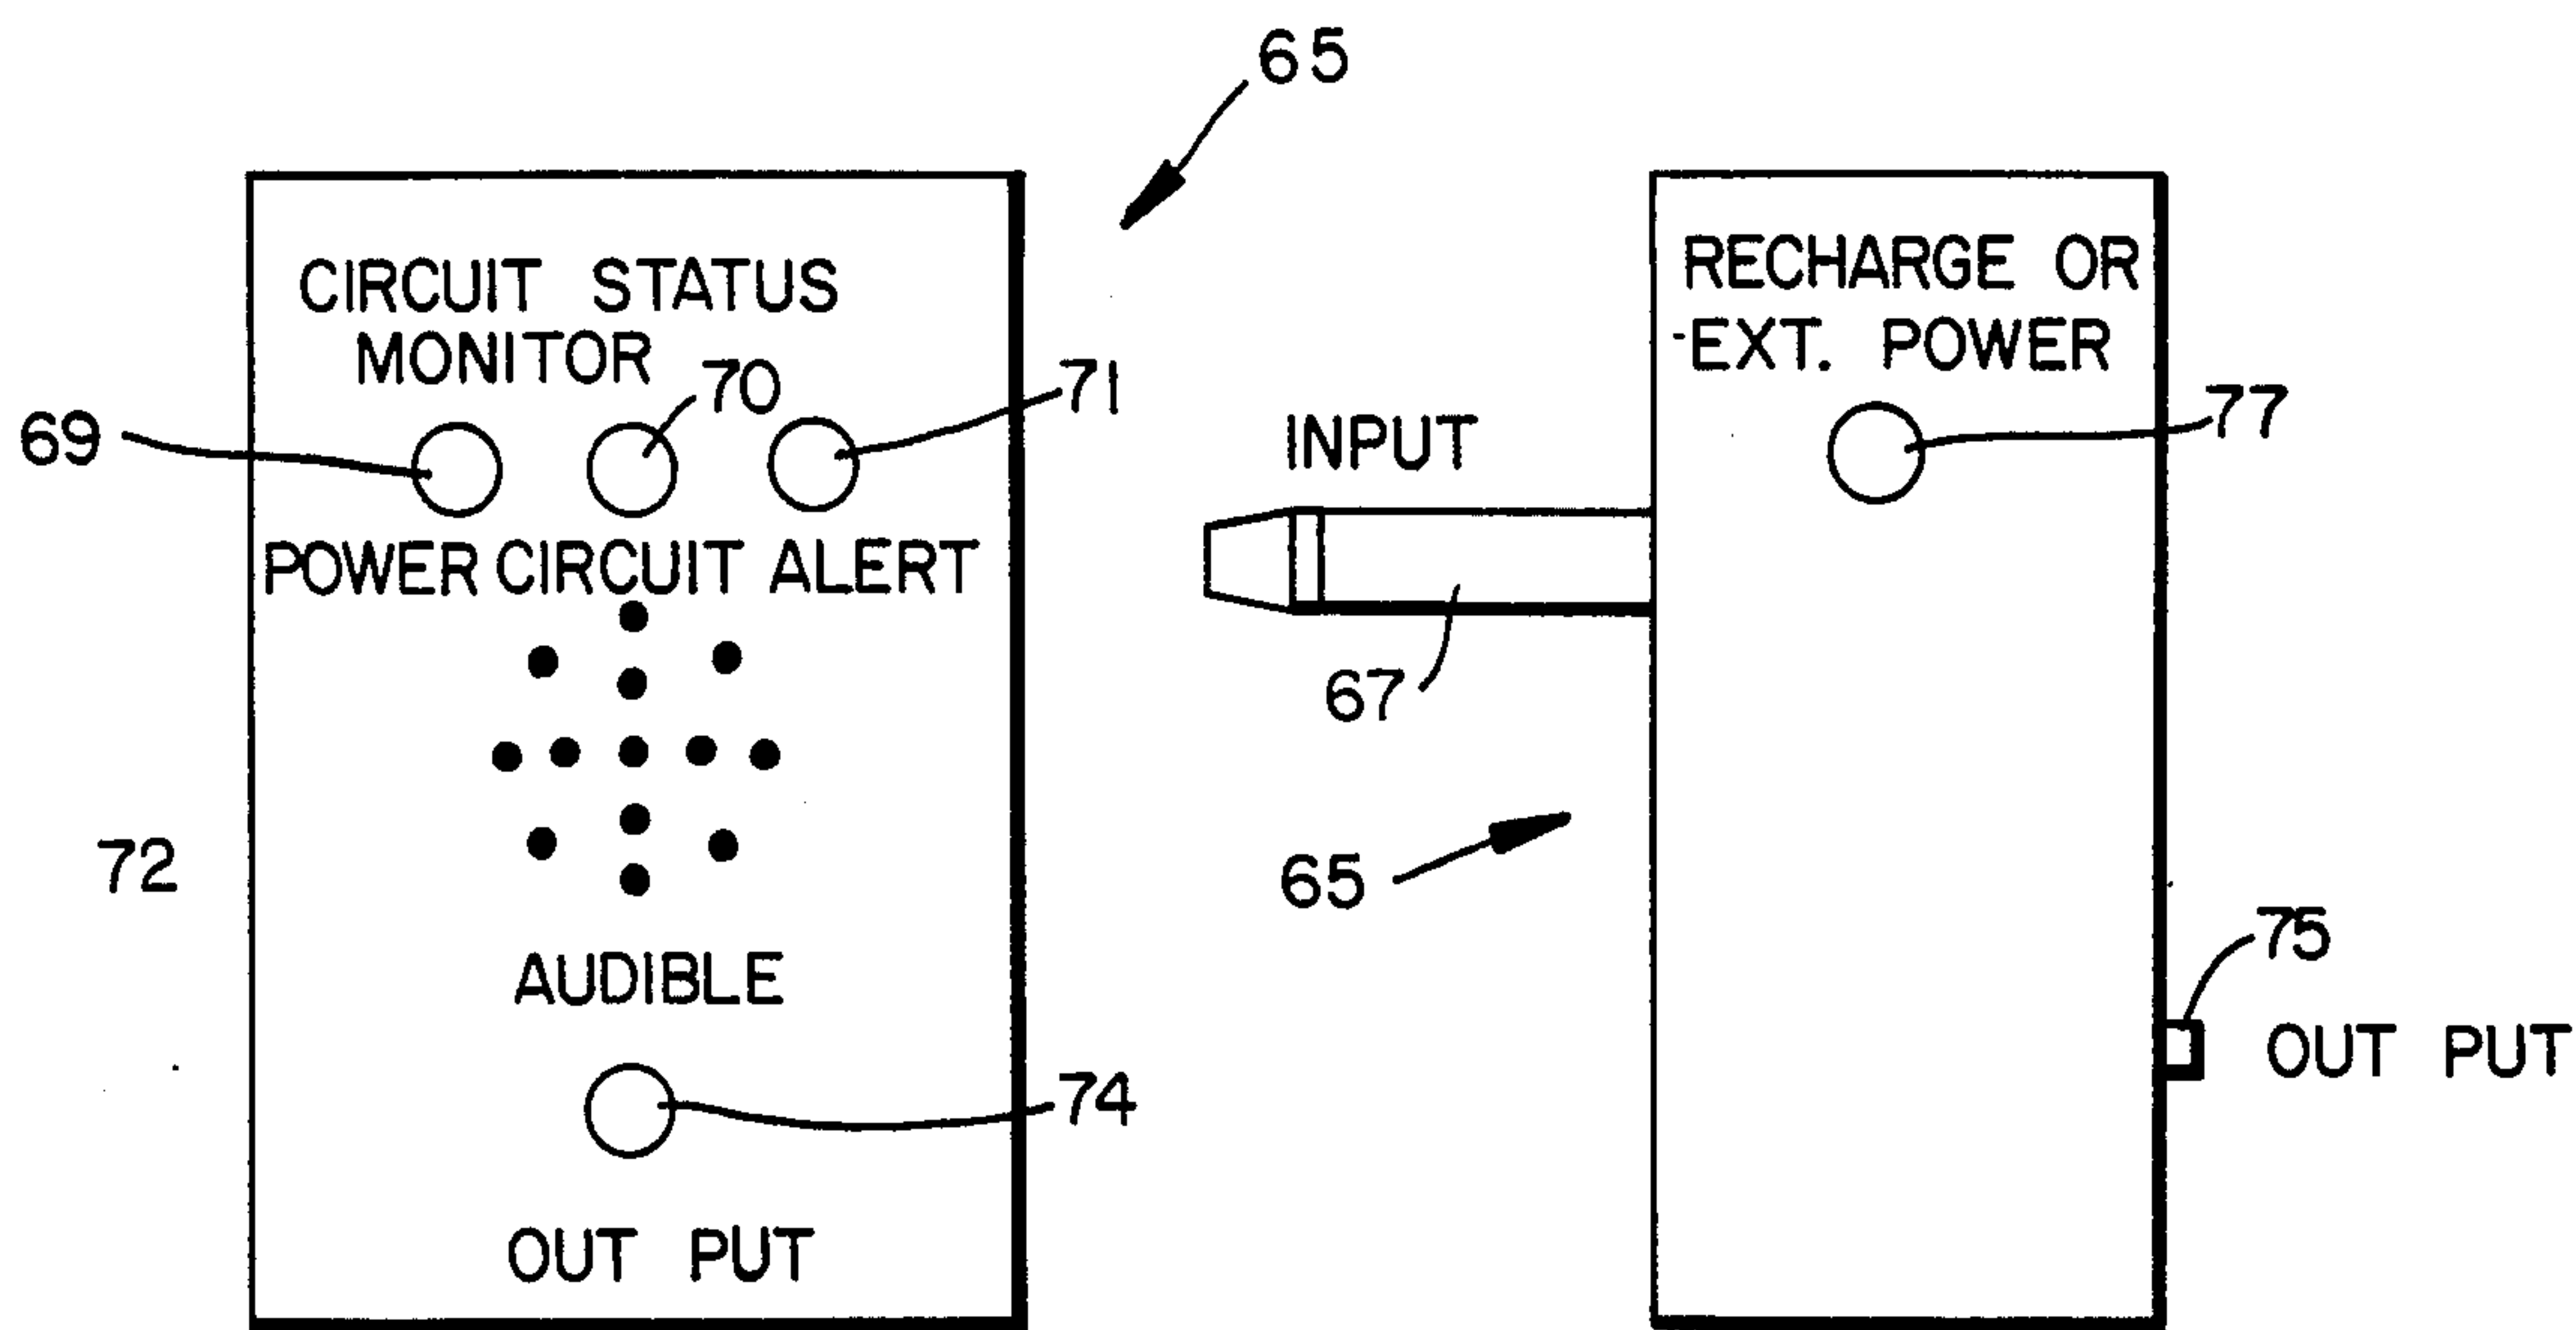 65
CIRCUIT STATUS
MONITOR
69
70
71
POWER CIRCUIT ALERT
72
AUDIBLE
74
OUT PUT
RECHARGE OR
EXT. POWER
77
INPUT
67
65
75
OUT PUT